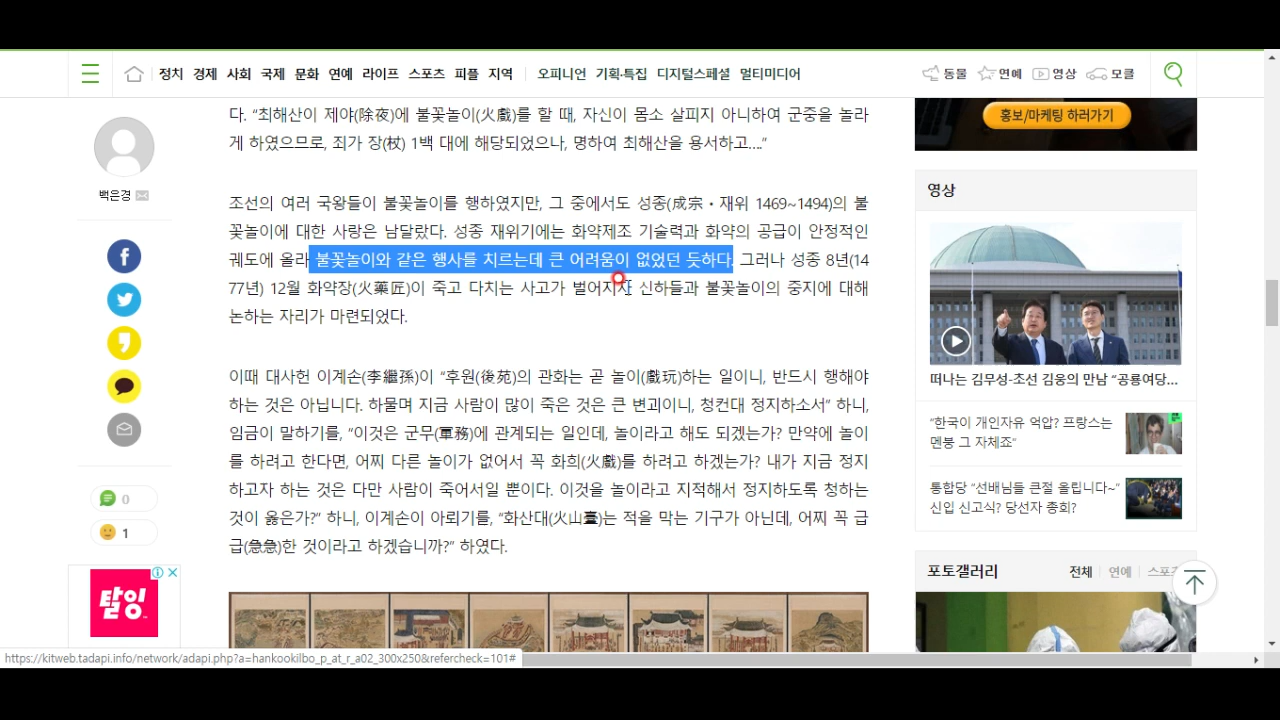 정치 경제 사회 국제 문화 연예 라이프 스포츠 피플 지역 오피니언 기획·특집 디지털스페셜 멀티미디어 동물 연예 영상 모클
백은경
0
1
탈잉
다. “최해산이 제야(除夜)에 불꽃놀이(火戲)를 할 때, 자신이 몸소 살피지 아니하여 군중을 놀라
게 하였으므로, 죄가 장(杖) 1백 대에 해당되었으나, 명하여 최해산을 용서하고….”
조선의 여러 국왕들이 불꽃놀이를 행하였지만, 그 중에서도 성종(成宗·재위 1469~1494)의 불
꽃놀이에 대한 사랑은 남달랐다. 성종 재위기에는 화약제조 기술력과 화약의 공급이 안정적인
궤도에 올라 불꽃놀이와 같은 행사를 치르는데 큰 어려움이 없었던 듯하다. 그러나 성종 8년(14
77년) 12월 화약장(火藥匠)이 죽고 다치는 사고가 벌어지자 신하들과 불꽃놀이의 중지에 대해
논하는 자리가 마련되었다.
이때 대사헌 이계손(李繼孫)이 “후원(後苑)의 관화는 곧 놀이(戲玩)하는 일이니, 반드시 행해야
하는 것은 아닙니다. 하물며 지금 사람이 많이 죽은 것은 큰 변괴이니, 청컨대 정지하소서” 하니,
임금이 말하기를, “이것은 군무(軍務)에 관계되는 일인데, 놀이라고 해도 되겠는가? 만약에 놀이
를 하려고 한다면, 어찌 다른 놀이가 없어서 꼭 화희(火戲)를 하려고 하겠는가? 내가 지금 정지
하고자 하는 것은 다만 사람이 죽어서일 뿐이다. 이것을 놀이라고 지적해서 정지하도록 청하는
것이 옳은가?” 하니, 이계손이 아뢰기를, “화산대(火山臺)는 적을 막는 기구가 아닌데, 어찌 꼭 급
급(急急)한 것이라고 하겠습니까?” 하였다.
홍보/마케팅 하러가기
영상
떠나는 김무성-조선 김웅의 만남 “공룡여당...
“한국이 개인자유 억압? 프랑스는
멘붕 그 자체죠“
통합당 “선배님들 큰절 올립니다~“
신입 신고식? 당선자 총회?
포토갤러리 전체 연예 스포츠
https://kitweb.tadapi.info/network/adapi.php?a=hankookilbo_p_at_r_a02_300x250&refercheck=101#